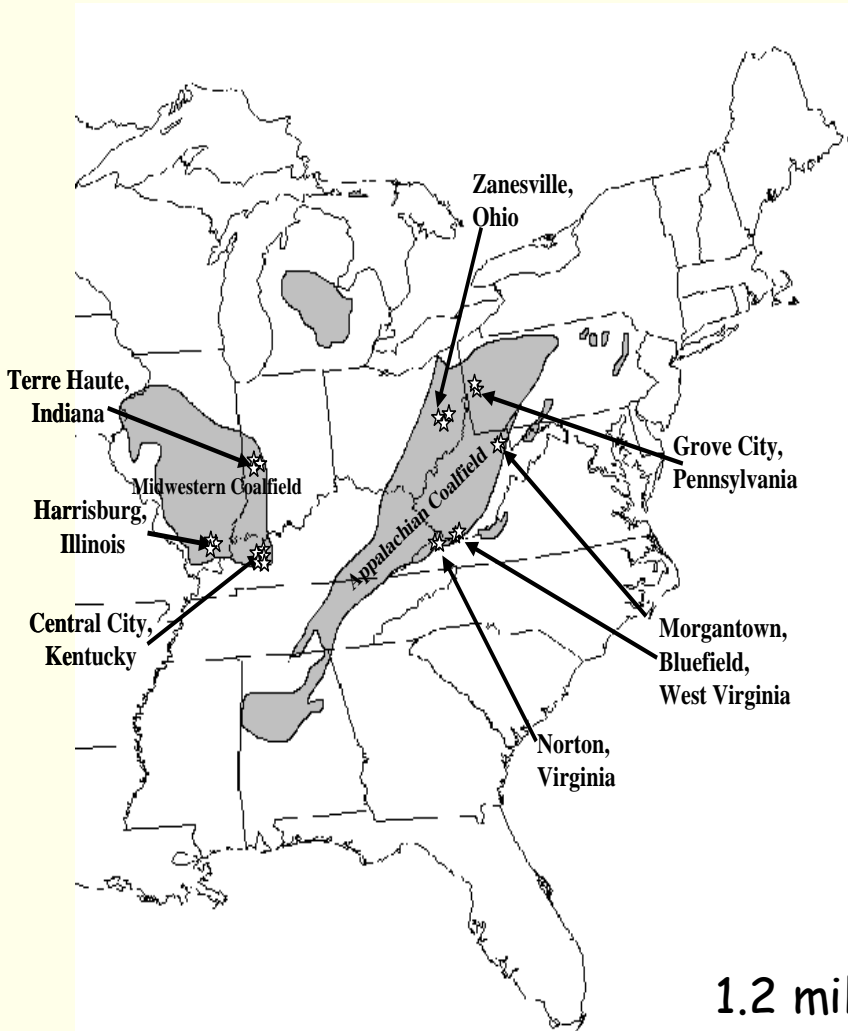 Zanesville,
Ohio
Terre Haute,
Indiana
Midwestern Coalfield
Grove City,
Pennsylvania
Harrisburg,
Illinois
Appalachian Coalfield
Central City,
Kentucky
Morgantown,
Bluefield,
West Virginia
Norton,
Virginia
1.2 mil